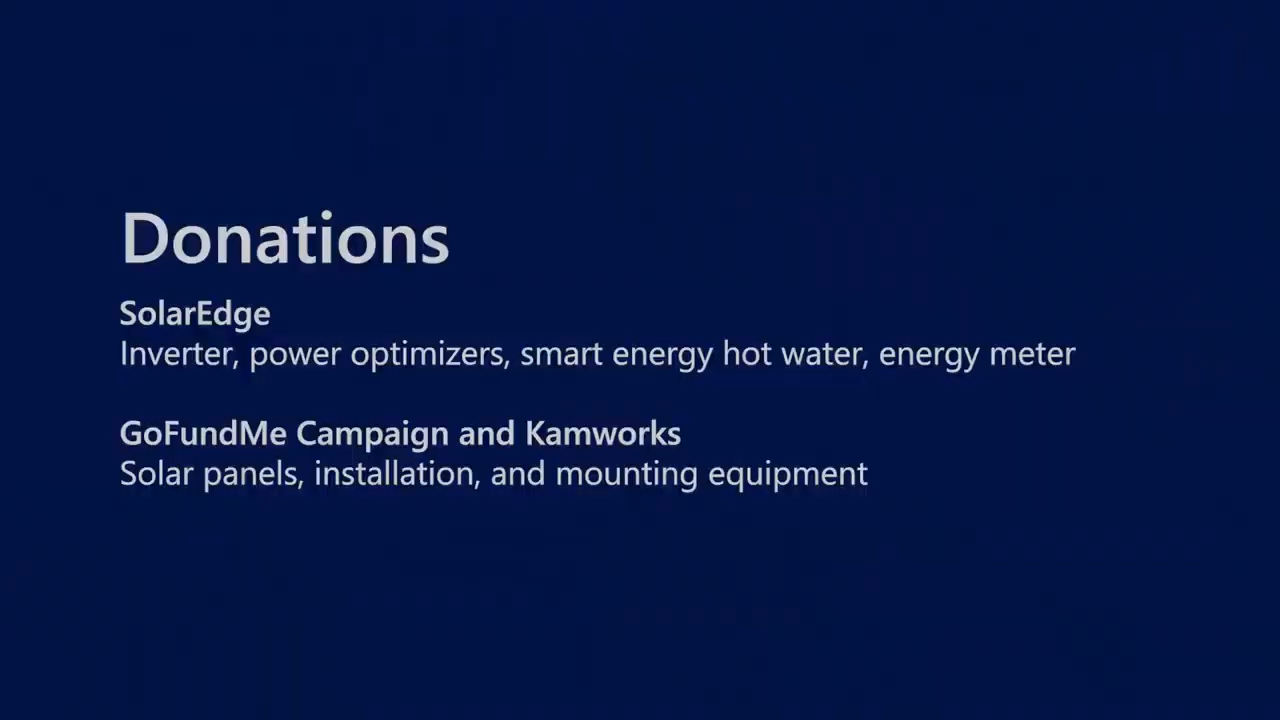 Donations
SolarEdge
Inverter, power optimizers, smart energy hot water, energy meter
GoFundMe Campaign and Kamworks
Solar panels, installation, and mounting equipment